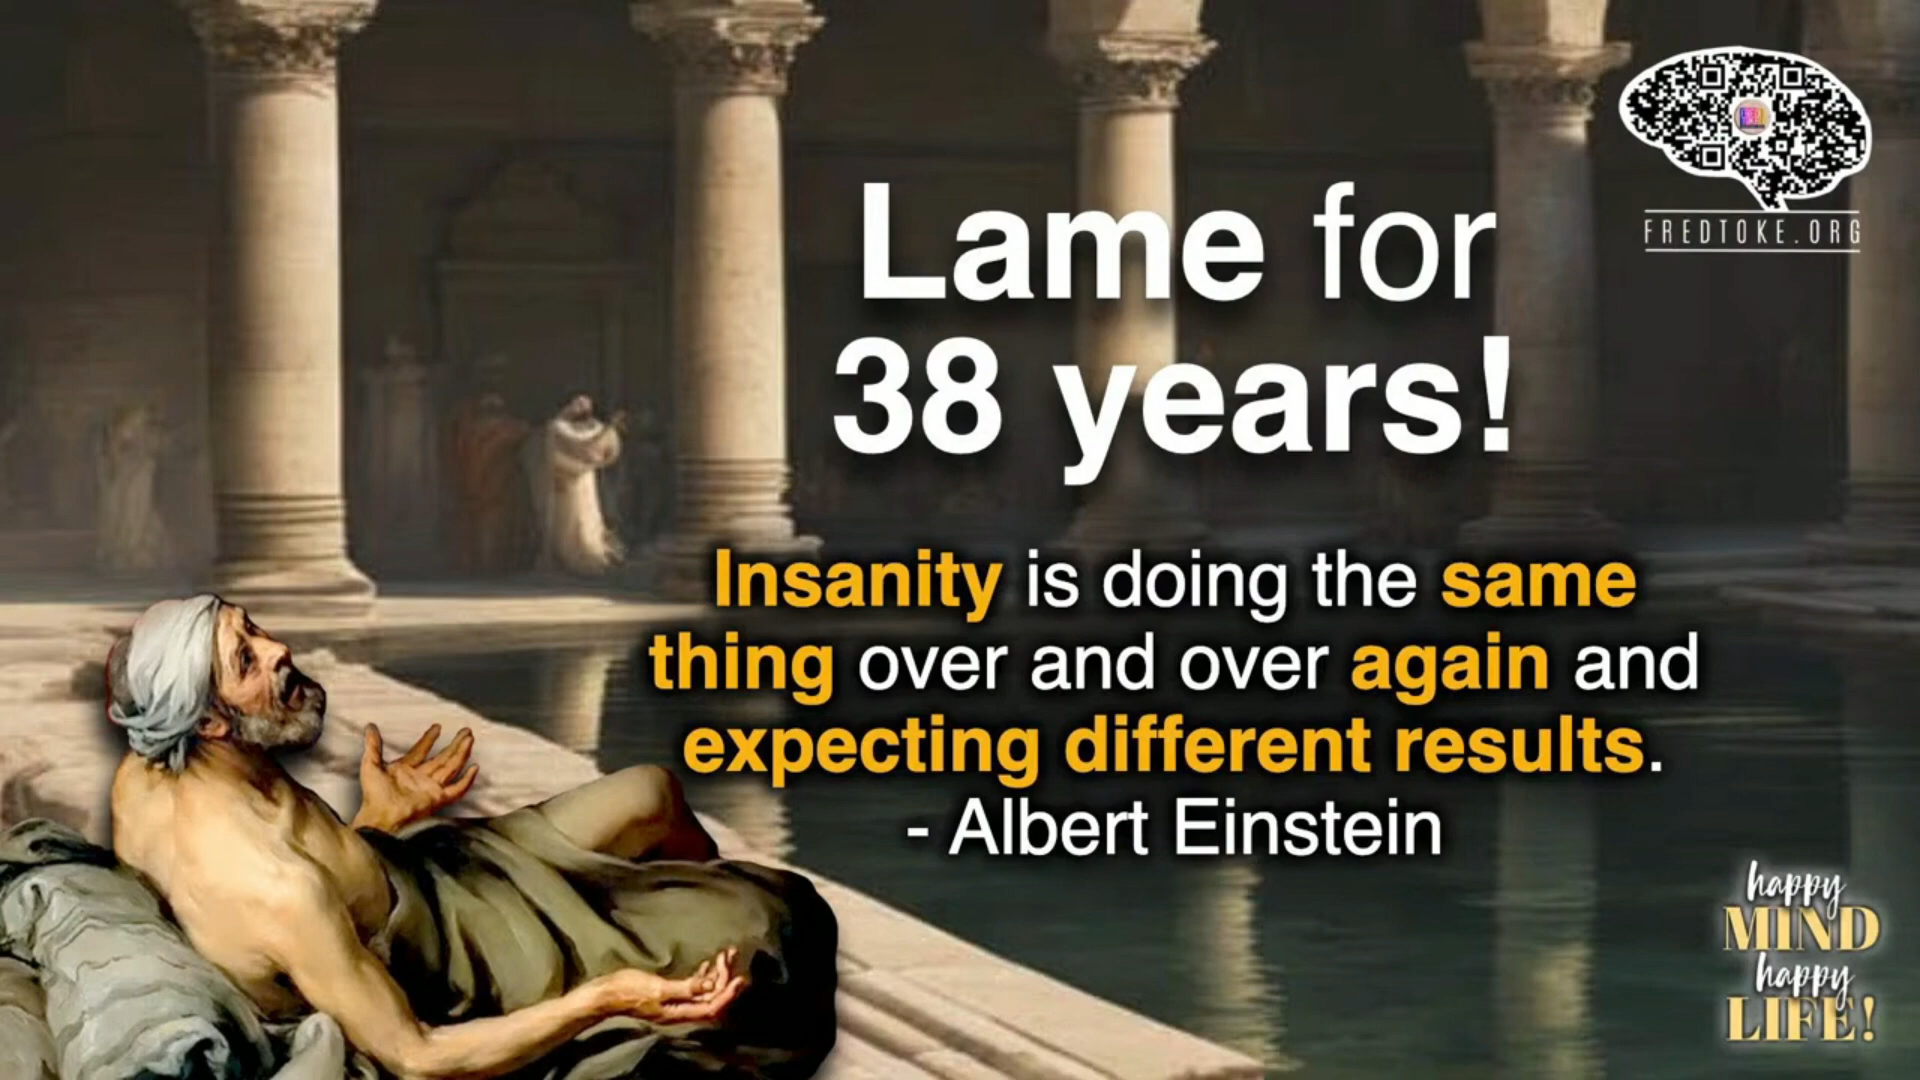 FREDTOKE.ORG
Lame for
38 years!
Insanity is doing the same
thing over and over again and
expecting different results.
- Albert Einstein
happy
MIND
happy
LIFE!